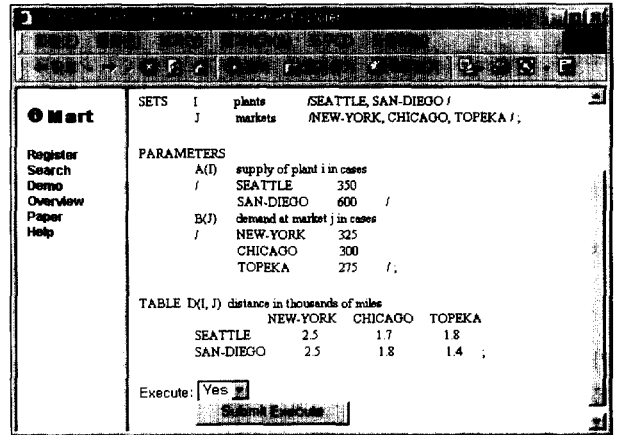 Mart
Register
Search
Demo
Overview
Paper
Help
SETS I plants /SEATTLE, SAN-DIEGO /
J markets /NEW-YORK, CHICAGO, TOPEKA / ;
PARAMETERS
A(I) supply of plant i in cases
/ SEATTLE 350
SAN-DIEGO 600 /
B(J) demand at market j in cases
/ NEW-YORK 325
CHICAGO 300
TOPEKA 275 / ;
TABLE D(I, J) distance in thousands of miles
NEW-YORK CHICAGO TOPEKA
SEATTLE 2.5 1.7 1.8
SAN-DIEGO 2.5 1.8 1.4 ;
Execute: Yes
Submit Execute